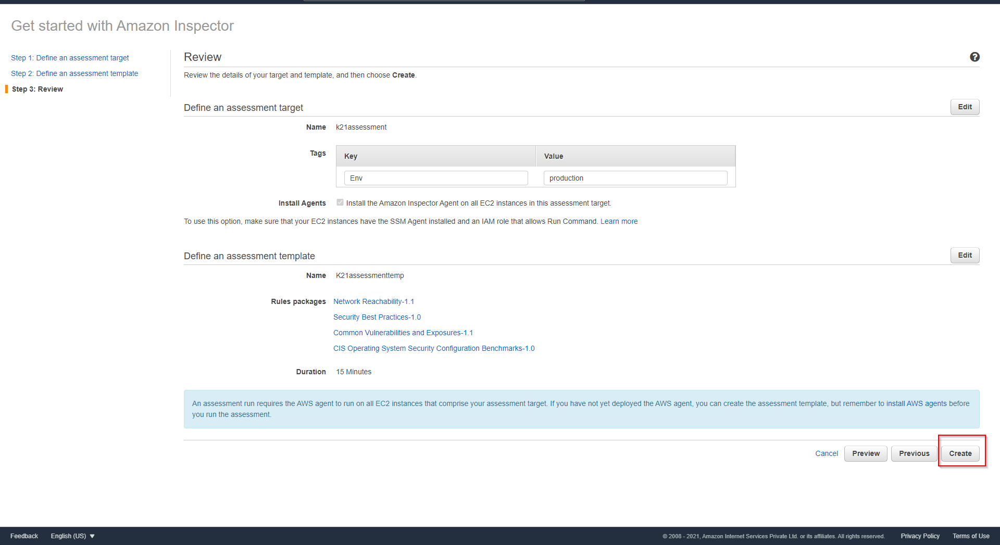 Get started with Amazon Inspector
Step 1: Define an assessment target
Step 2: Define an assessment template
Step 3: Review
Review
?
Review the details of your target and template, and then choose Create.
Define an assessment target
Edit
Name k21assessment
Tags
Key Value
Env production
Install Agents Install the Amazon Inspector Agent on all EC2 instances in this assessment target.
To use this option, make sure that your EC2 instances have the SSM Agent installed and an IAM role that allows Run Command. Learn more
Define an assessment template
Edit
Name K21assessmenttemp
Rules packages Network Reachability-1.1
Security Best Practices-1.0
Common Vulnerabilities and Exposures-1.1
CIS Operating System Security Configuration Benchmarks-1.0
Duration 15 Minutes
An assessment run requires the AWS agent to run on all EC2 instances that comprise your assessment target. If you have not yet deployed the AWS agent, you can create the assessment template, but remember to install AWS agents before
you run the assessment.
Cancel Preview Previous Create
Feedback English (US) © 2008 - 2021, Amazon Internet Services Private Ltd. or its affiliates. All rights reserved. Privacy Policy Terms of Use